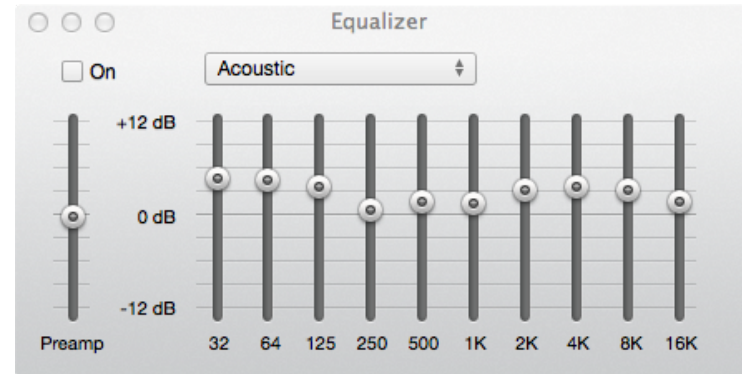 Equalizer
On
Acoustic
+12 dB
0 dB
-12 dB
Preamp 32 64 125 250 500 1K 2K 4K 8K 16K